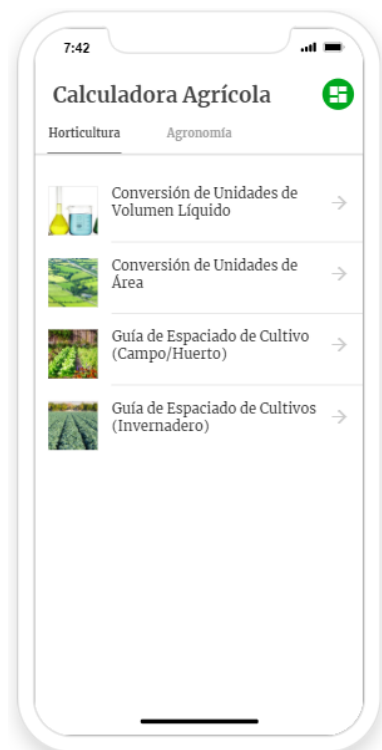 7:42
Calculadora Agrícola
Horticultura Agronomía
Conversión de Unidades de
Volumen Líquido
Conversión de Unidades de
Área
Guía de Espaciado de Cultivo
(Campo/Huerto)
Guía de Espaciado de Cultivos
(Invernadero)